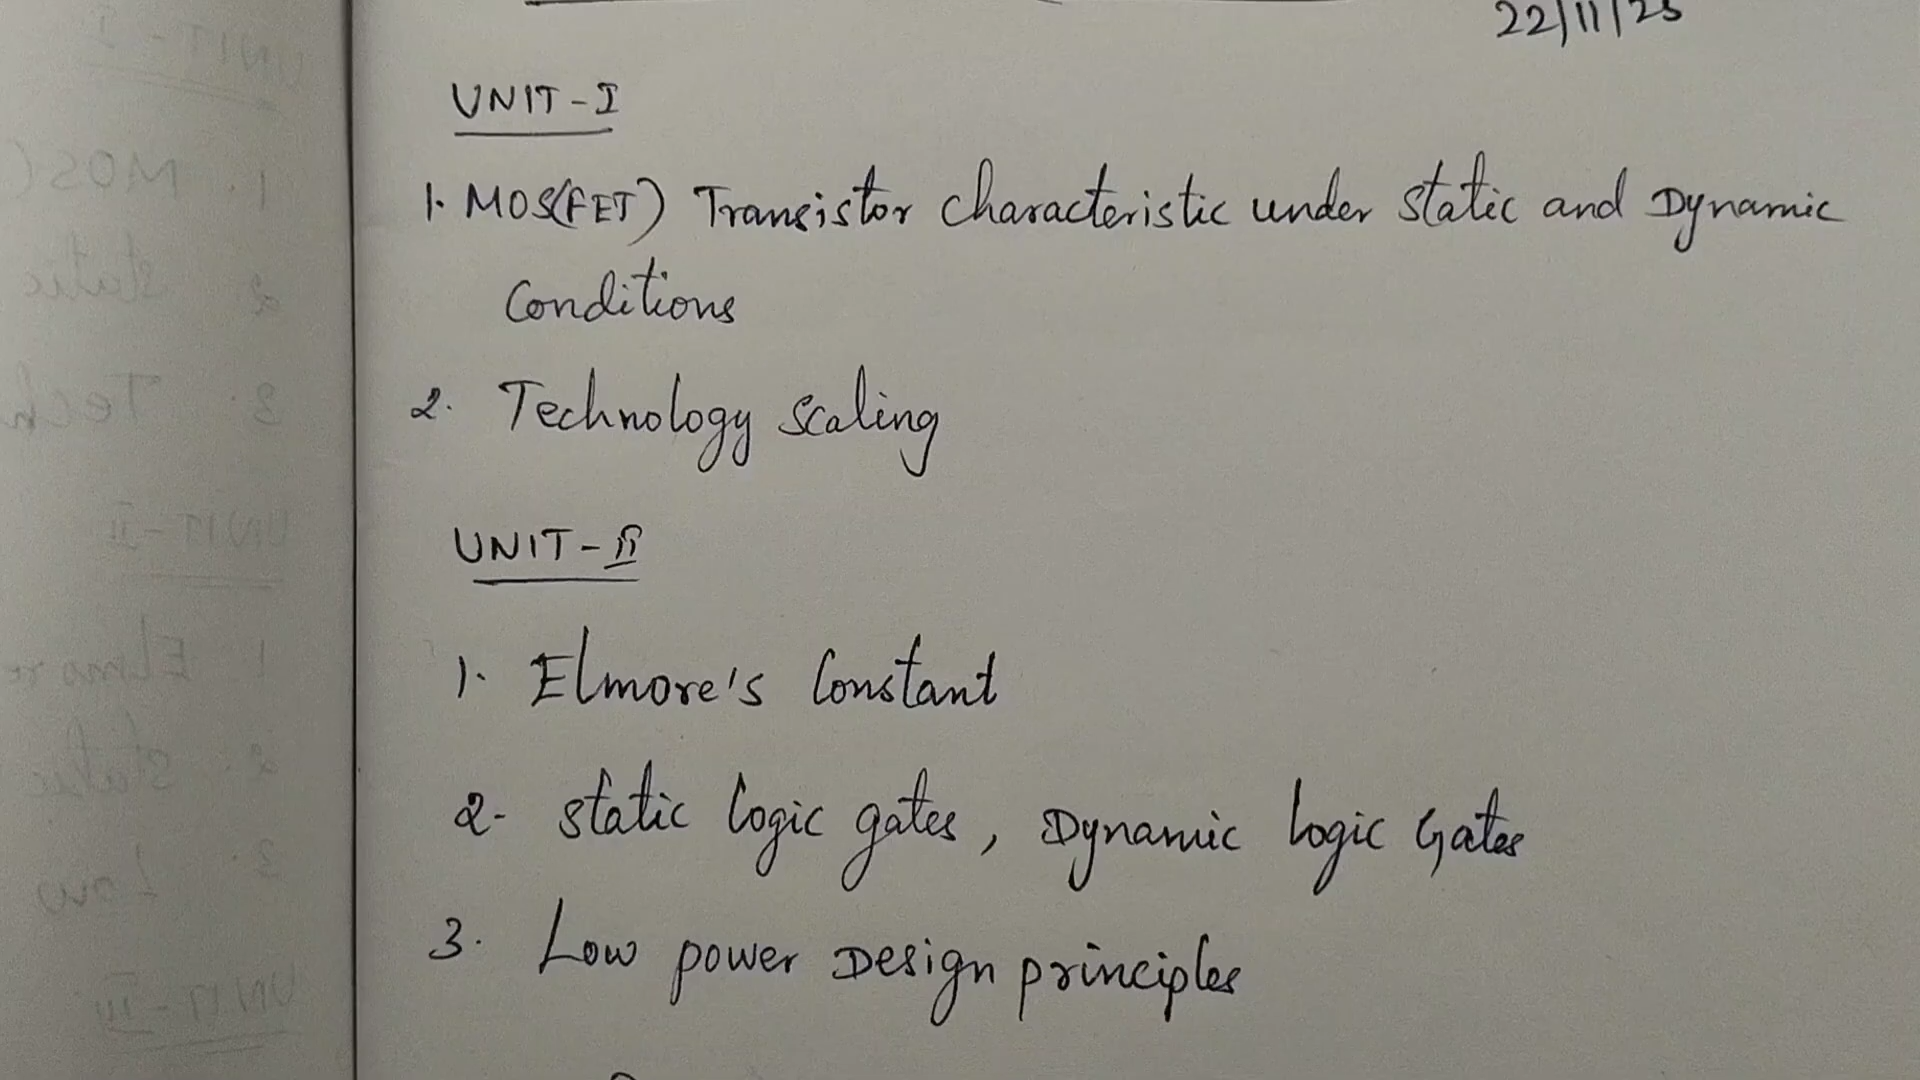 22/11/25
UNIT-I
1. MOS(FET) Transistor Characteristic under static and Dynamic
Conditions
2. Technology Scaling
UNIT-II
1. Elmore's Constant
2- static logic gates, Dynamic logic Gates
3. Low power Design principles